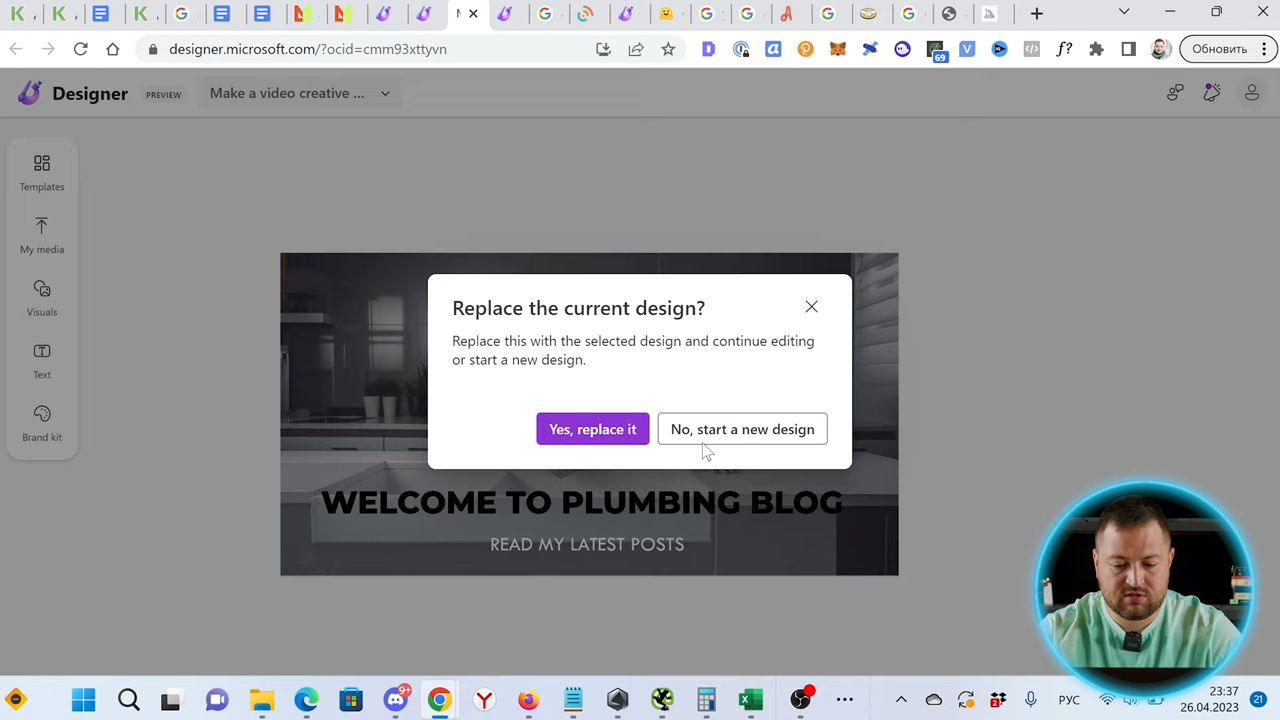 designer.microsoft.com/?ocid=cmm93xttyvn
69
f?
Обновить
Designer
PREVIEW
Make a video creative ...
Templates
My media
Visuals
Text
Brand kit
Replace the current design?
Replace this with the selected design and continue editing
or start a new design.
Yes, replace it
No, start a new design
WELCOME TO PLUMBING BLOG
READ MY LATEST POSTS
9+
2
РУС
23:37
26.04.2023
21